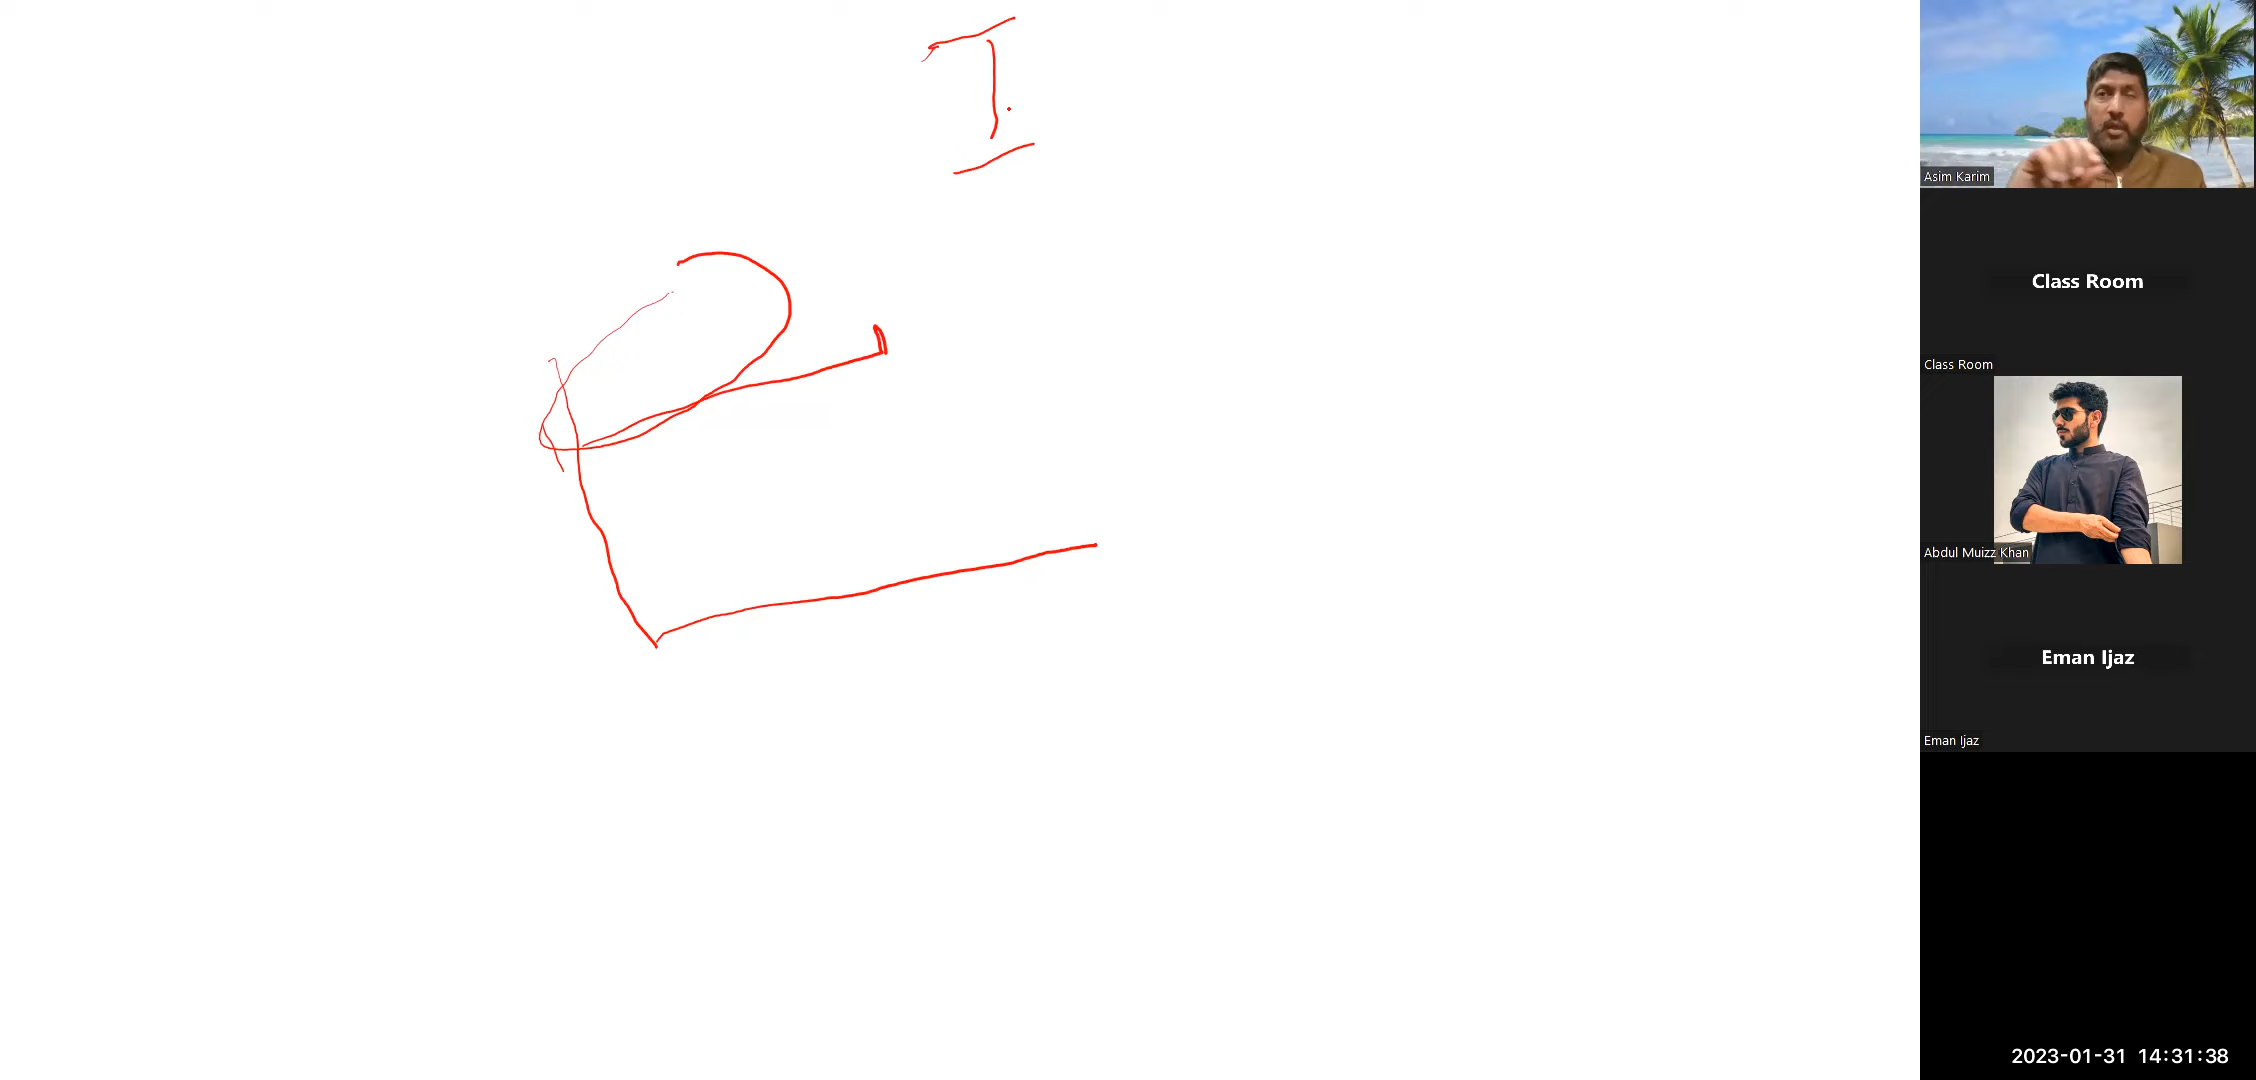 I
Asim Karim
Class Room
Class Room
Abdul Muizz Khan
Eman Ijaz
Eman Ijaz
2023-01-31 14:31:38